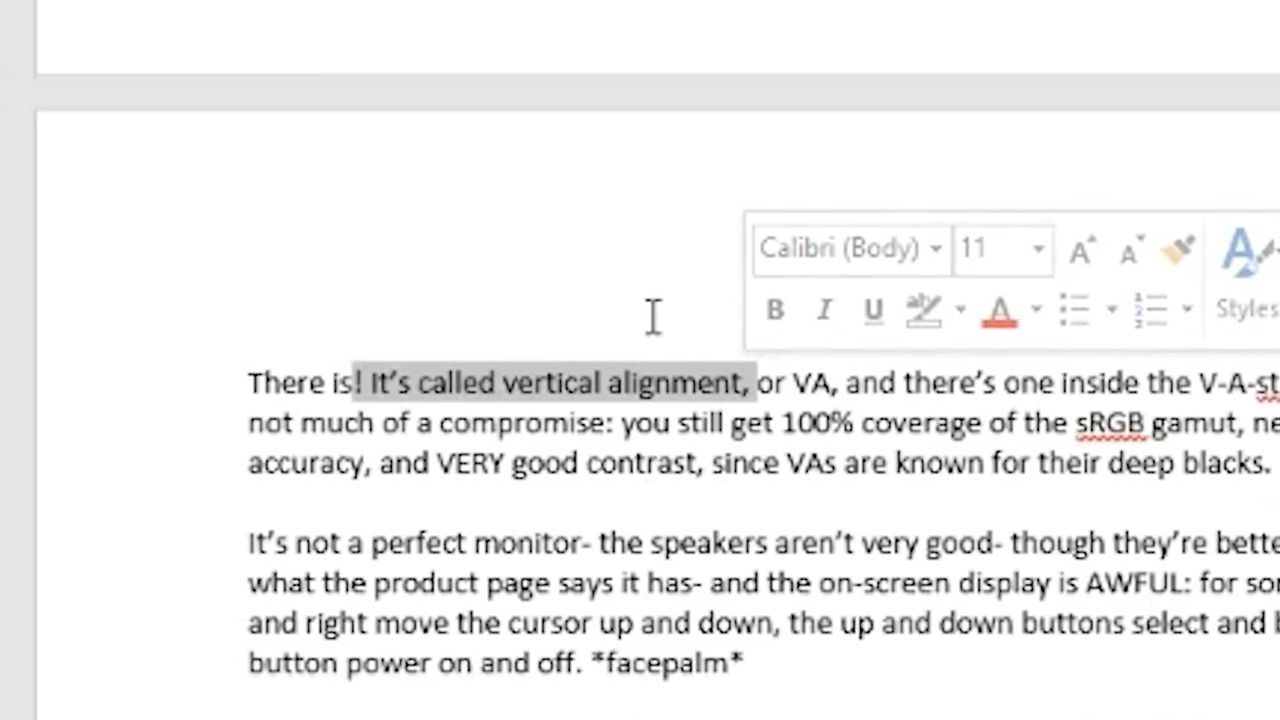 Calibri (Body) 11 A A
B I U aby A Styles
There is! It’s called vertical alignment, or VA, and there’s one inside the V-A-st
not much of a compromise: you still get 100% coverage of the sRGB gamut, ne
accuracy, and VERY good contrast, since VAs are known for their deep blacks.
It’s not a perfect monitor- the speakers aren’t very good- though they’re bette
what the product page says it has- and the on-screen display is AWFUL: for sor
and right move the cursor up and down, the up and down buttons select and b
button power on and off. *facepalm*